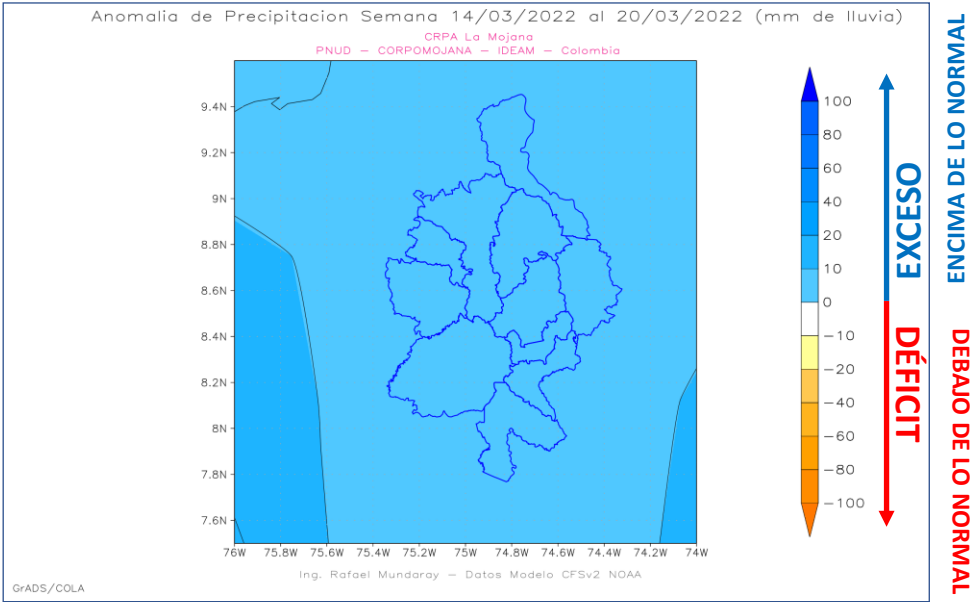 Anomalia de Precipitacion Semana 14/03/2022 al 20/03/2022 (mm de lluvia)
CRPA La Mojana
PNUD – CORPOMOJANA – IDEAM – Colombia
9.4N
9.2N
9N
8.8N
8.6N
8.4N
8.2N
8N
7.8N
7.6N
76W 75.8W 75.6W 75.4W 75.2W 75W 74.8W 74.6W 74.4W 74.2W 74W
100
80
60
40
20
10
0
–10
–20
–40
–60
–80
–100
EXCESO
DÉFICIT
ENCIMA DE LO NORMAL
DEBAJO DE LO NORMAL
Ing. Rafael Mundaray – Datos Modelo CFSv2 NOAA
GrADS/COLA